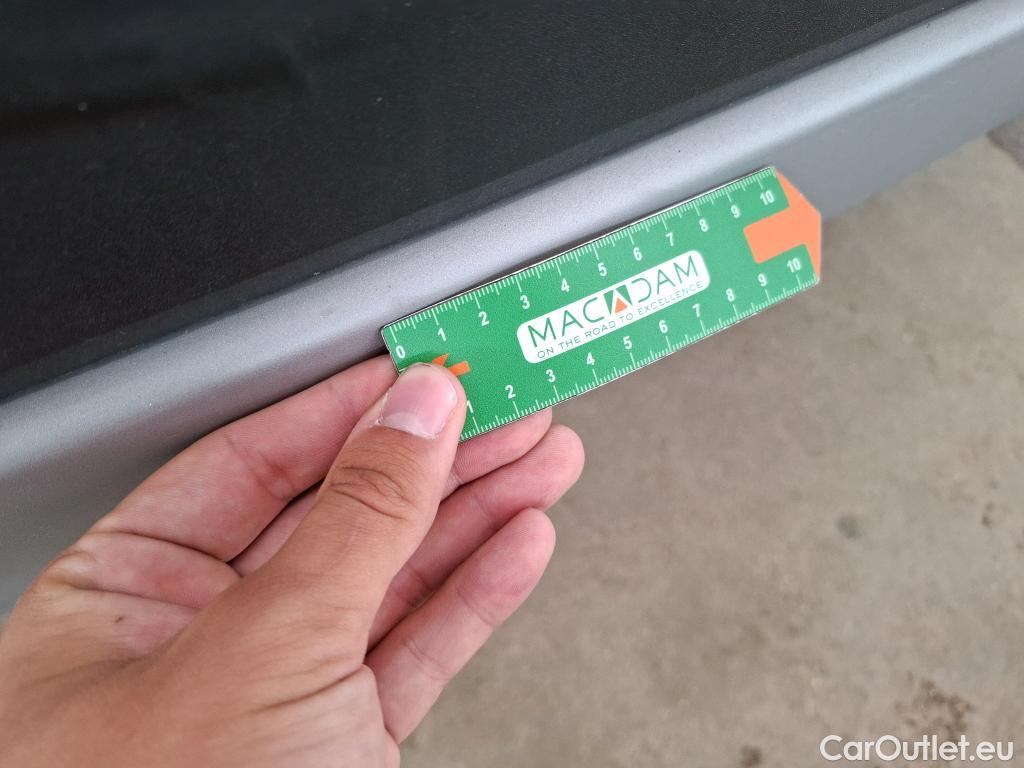 0 1 2 3 4 5 6 7 8 9 10
MACADAM
ON THE ROAD TO EXCELLENCE
1 2 3 4 5 6 7 8 9 10
CarOutlet.eu